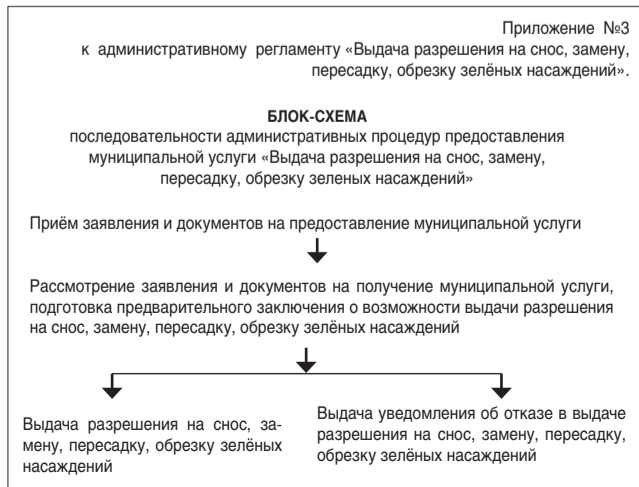 Приложение №3
к административному регламенту «Выдача разрешения на снос, замену,
пересадку, обрезку зелёных насаждений».
БЛОК-СХЕМА
последовательности административных процедур предоставления
муниципальной услуги «Выдача разрешения на снос, замену,
пересадку, обрезку зеленых насаждений»
Приём заявления и документов на предоставление муниципальной услуги
Рассмотрение заявления и документов на получение муниципальной услуги,
подготовка предварительного заключения о возможности выдачи разрешения
на снос, замену, пересадку, обрезку зелёных насаждений
Выдача разрешения на снос, за-
мену, пересадку, обрезку зелёных
насаждений
Выдача уведомления об отказе в выдаче
разрешения на снос, замену, пересадку,
обрезку зелёных насаждений